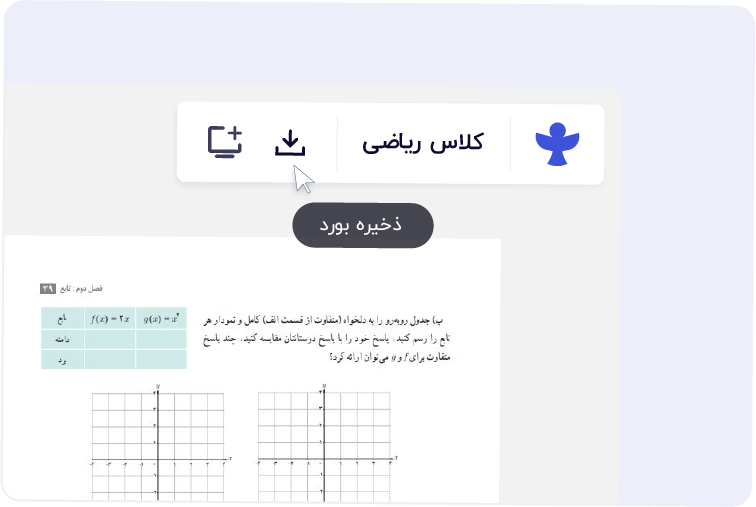 کلاس ریاضی
ذخیره بورد
فصل دوم : تابع ۳۹
ب) جدول روبه‌رو را به دلخواه (متفاوت از قسمت الف) کامل و نمودار هر
تابع را رسم کنید. پاسخ خود را با پاسخ دوستانتان مقایسه کنید. چند پاسخ
متفاوت برای f و g می‌توان ارائه کرد؟
تابع f(x) = ۲x g(x) = x^۲
دامنه
برد
y y
x x